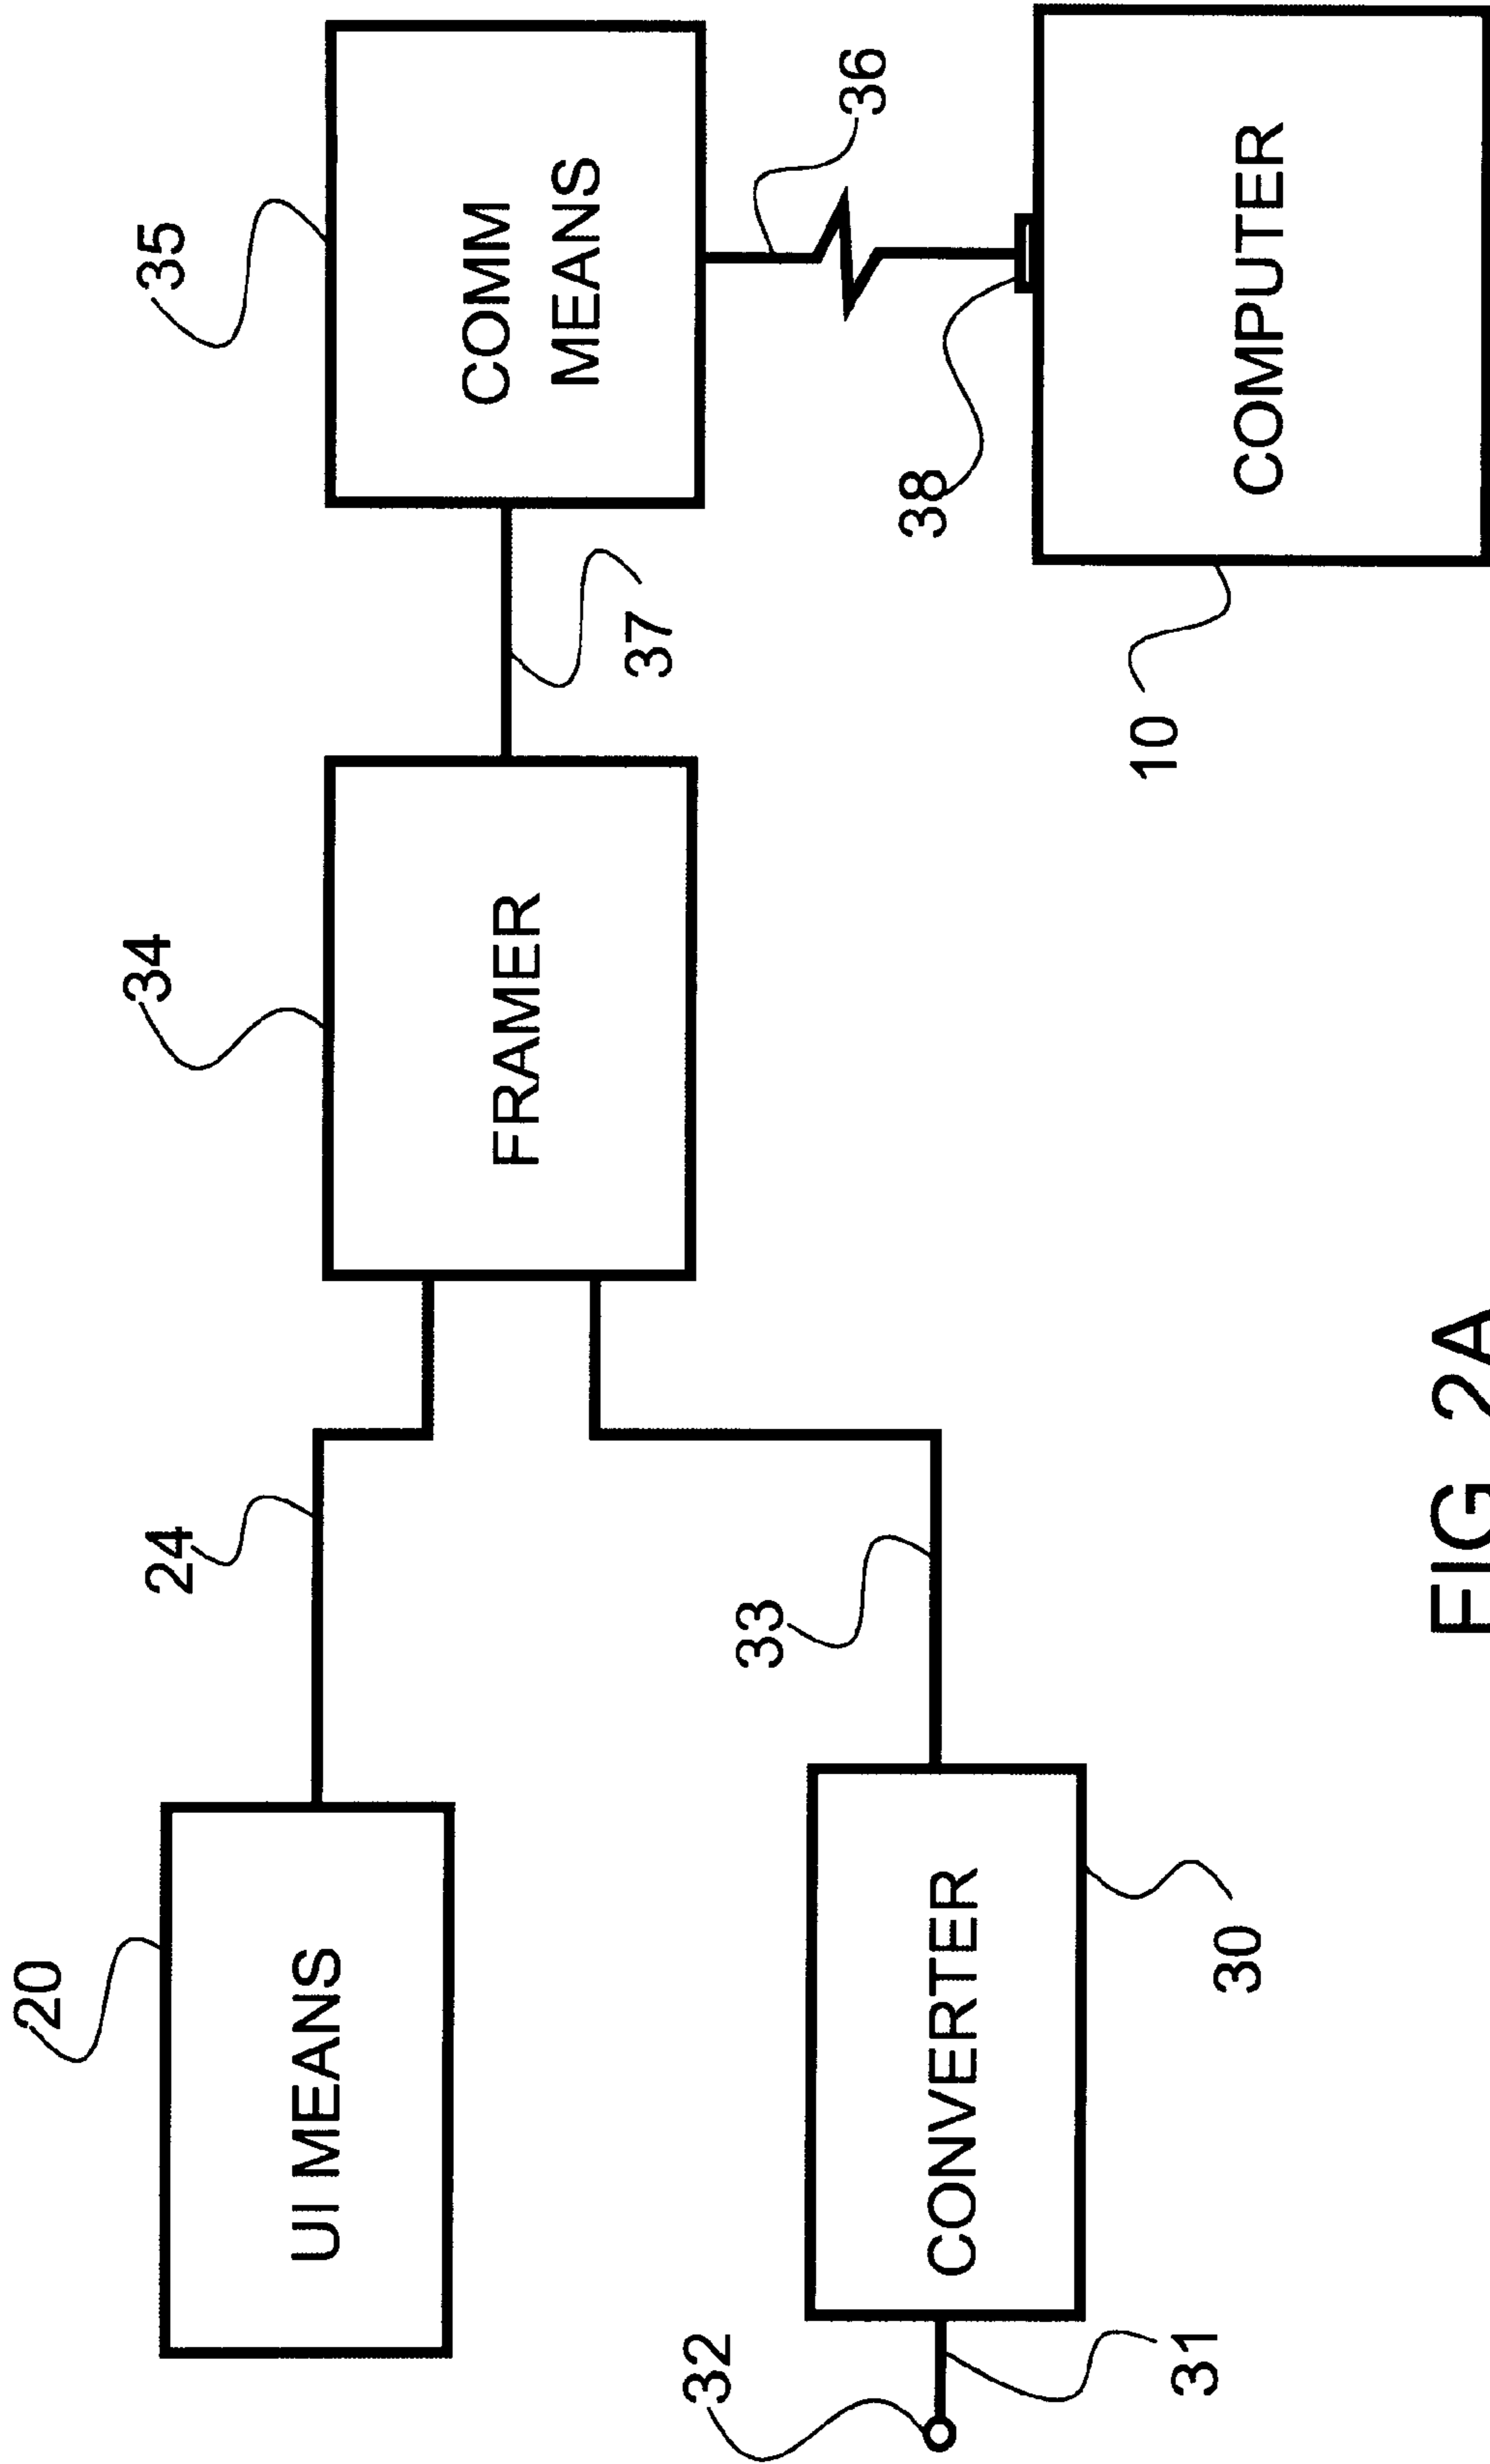 20
UI MEANS
24
34
FRAMER
35
COMM
MEANS
37
36
38
COMPUTER
10
33
32
CONVERTER
31
30
FIG 2A